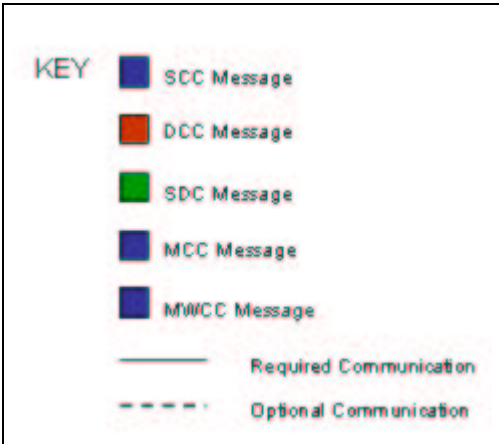 KEY
SCC Message
DCC Message
SDC Message
MCC Message
MWCC Message
Required Communication
Optional Communication